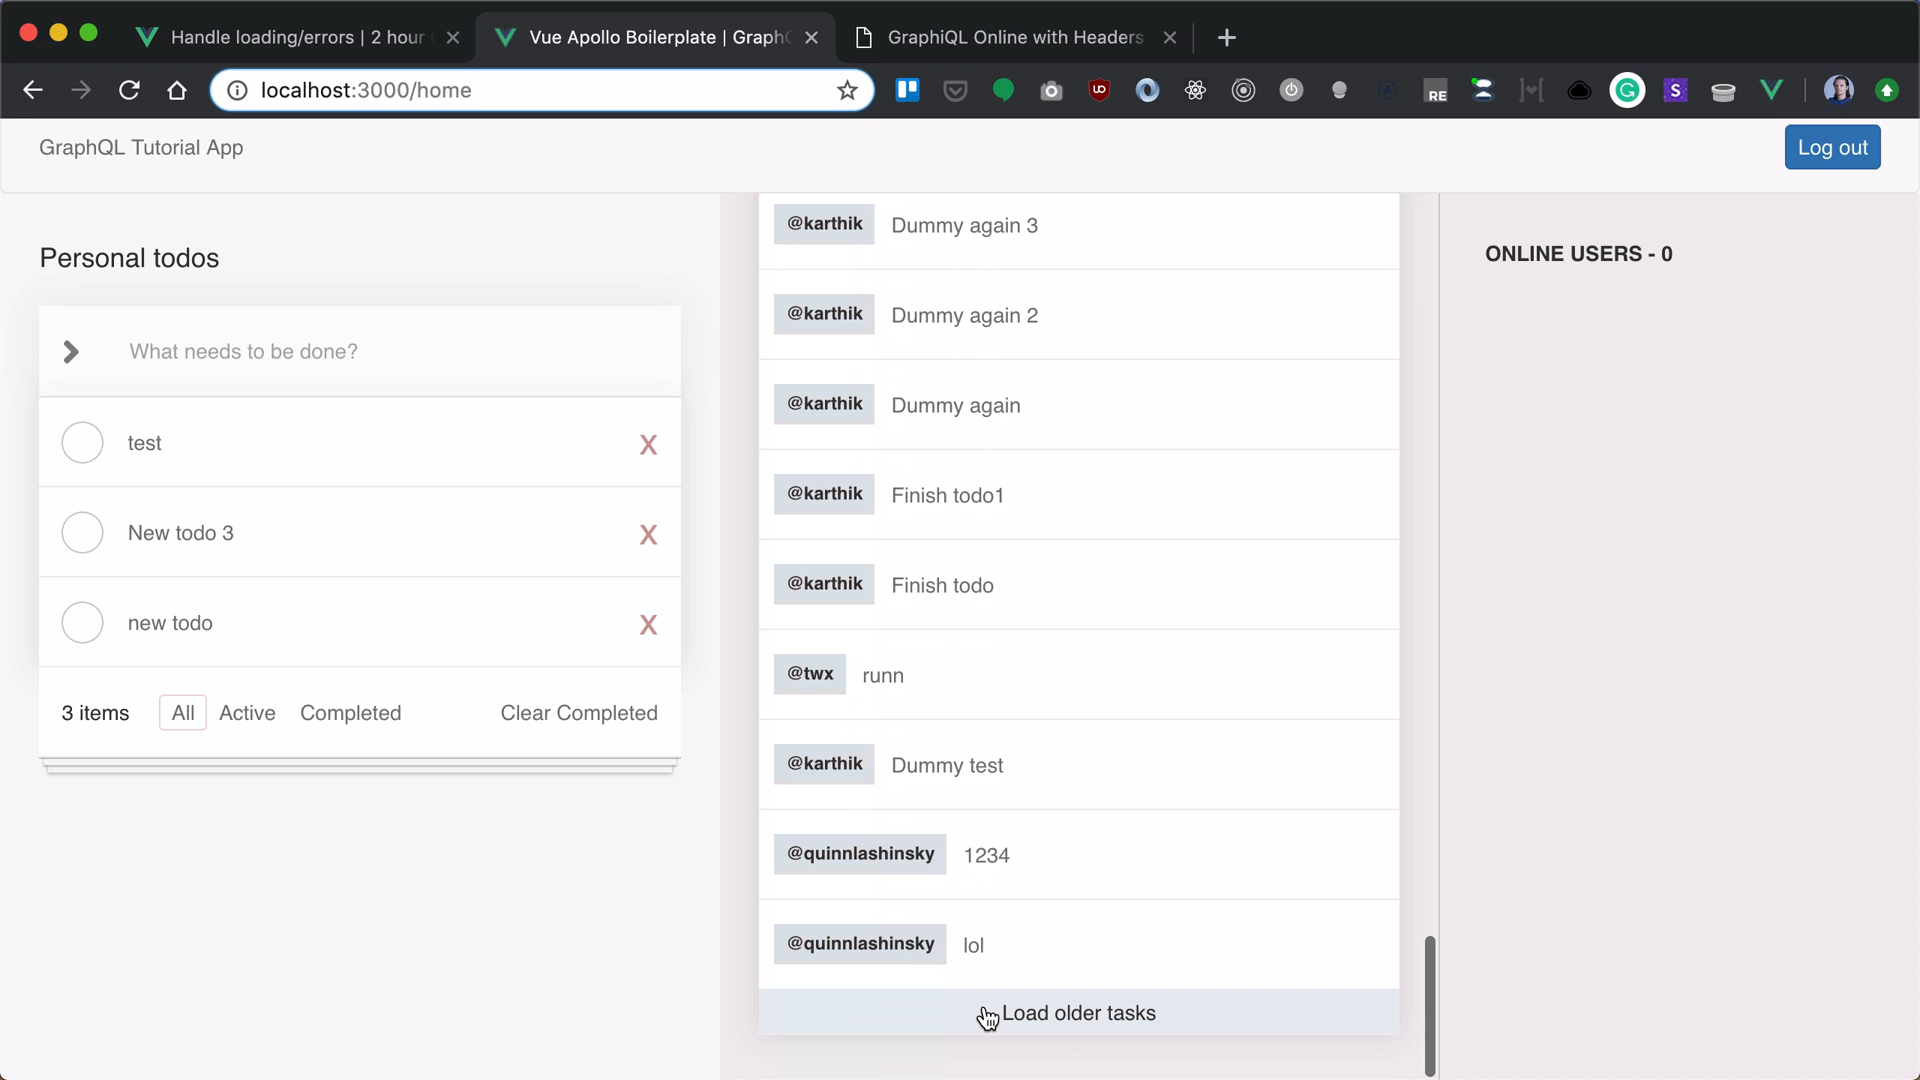 Handle loading/errors | 2 hour
Vue Apollo Boilerplate | Graph
GraphiQL Online with Headers
localhost:3000/home
GraphQL Tutorial App
Log out
Personal todos
What needs to be done?
test
X
New todo 3
X
new todo
X
3 items
All
Active
Completed
Clear Completed
@karthik Dummy again 3
@karthik Dummy again 2
@karthik Dummy again
@karthik Finish todo1
@karthik Finish todo
@twx runn
@karthik Dummy test
@quinnlashinsky 1234
@quinnlashinsky lol
Load older tasks
ONLINE USERS - 0
RE
S